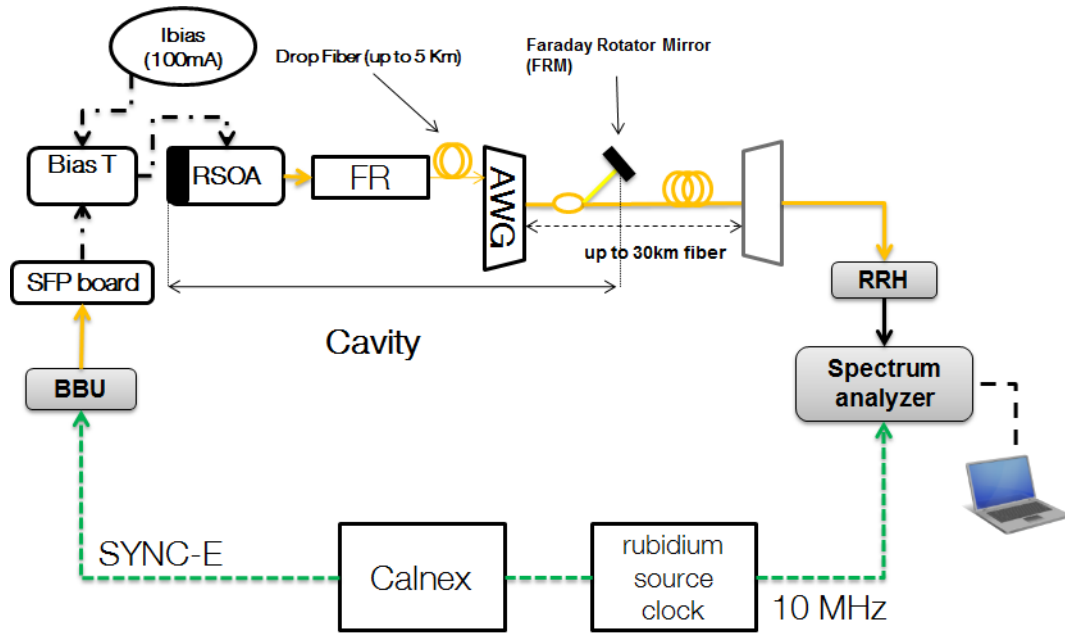 Ibias
(100mA)
Drop Fiber (up to 5 Km)
Faraday Rotator Mirror
(FRM)
Bias T
RSOA
FR
AWG
up to 30km fiber
SFP board
RRH
Cavity
BBU
Spectrum
analyzer
SYNC-E
Calnex
rubidium
source
clock
10 MHz